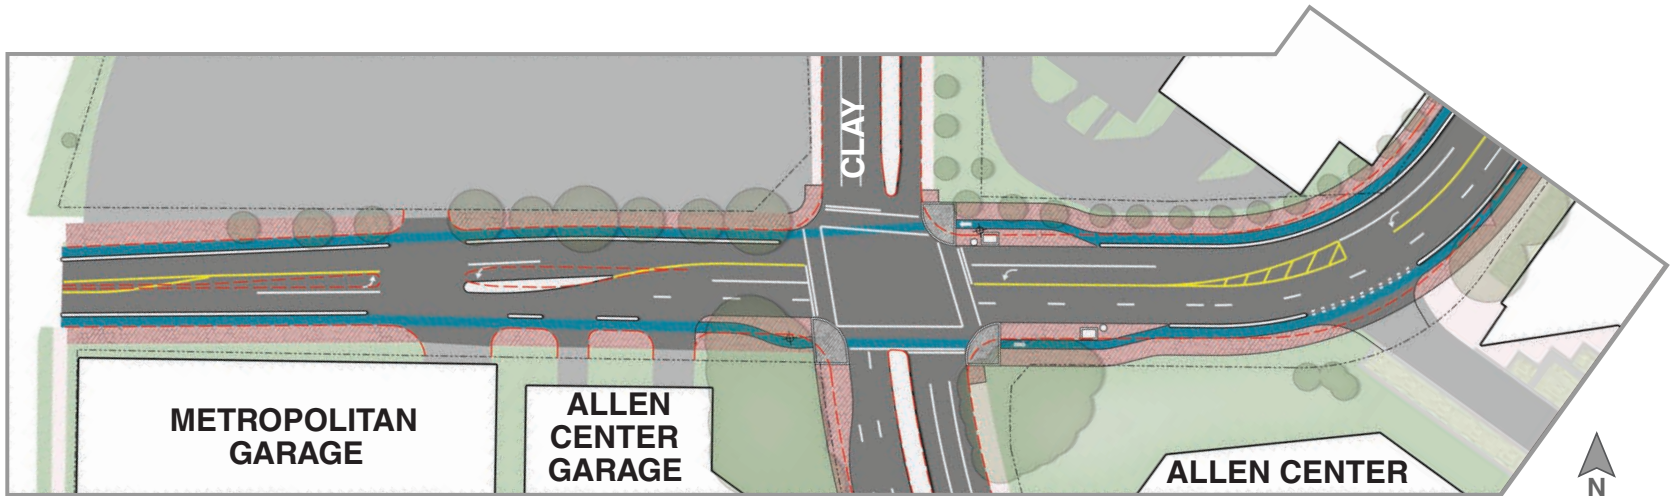 CLAY
METROPOLITAN
GARAGE
ALLEN
CENTER
GARAGE
ALLEN CENTER
N